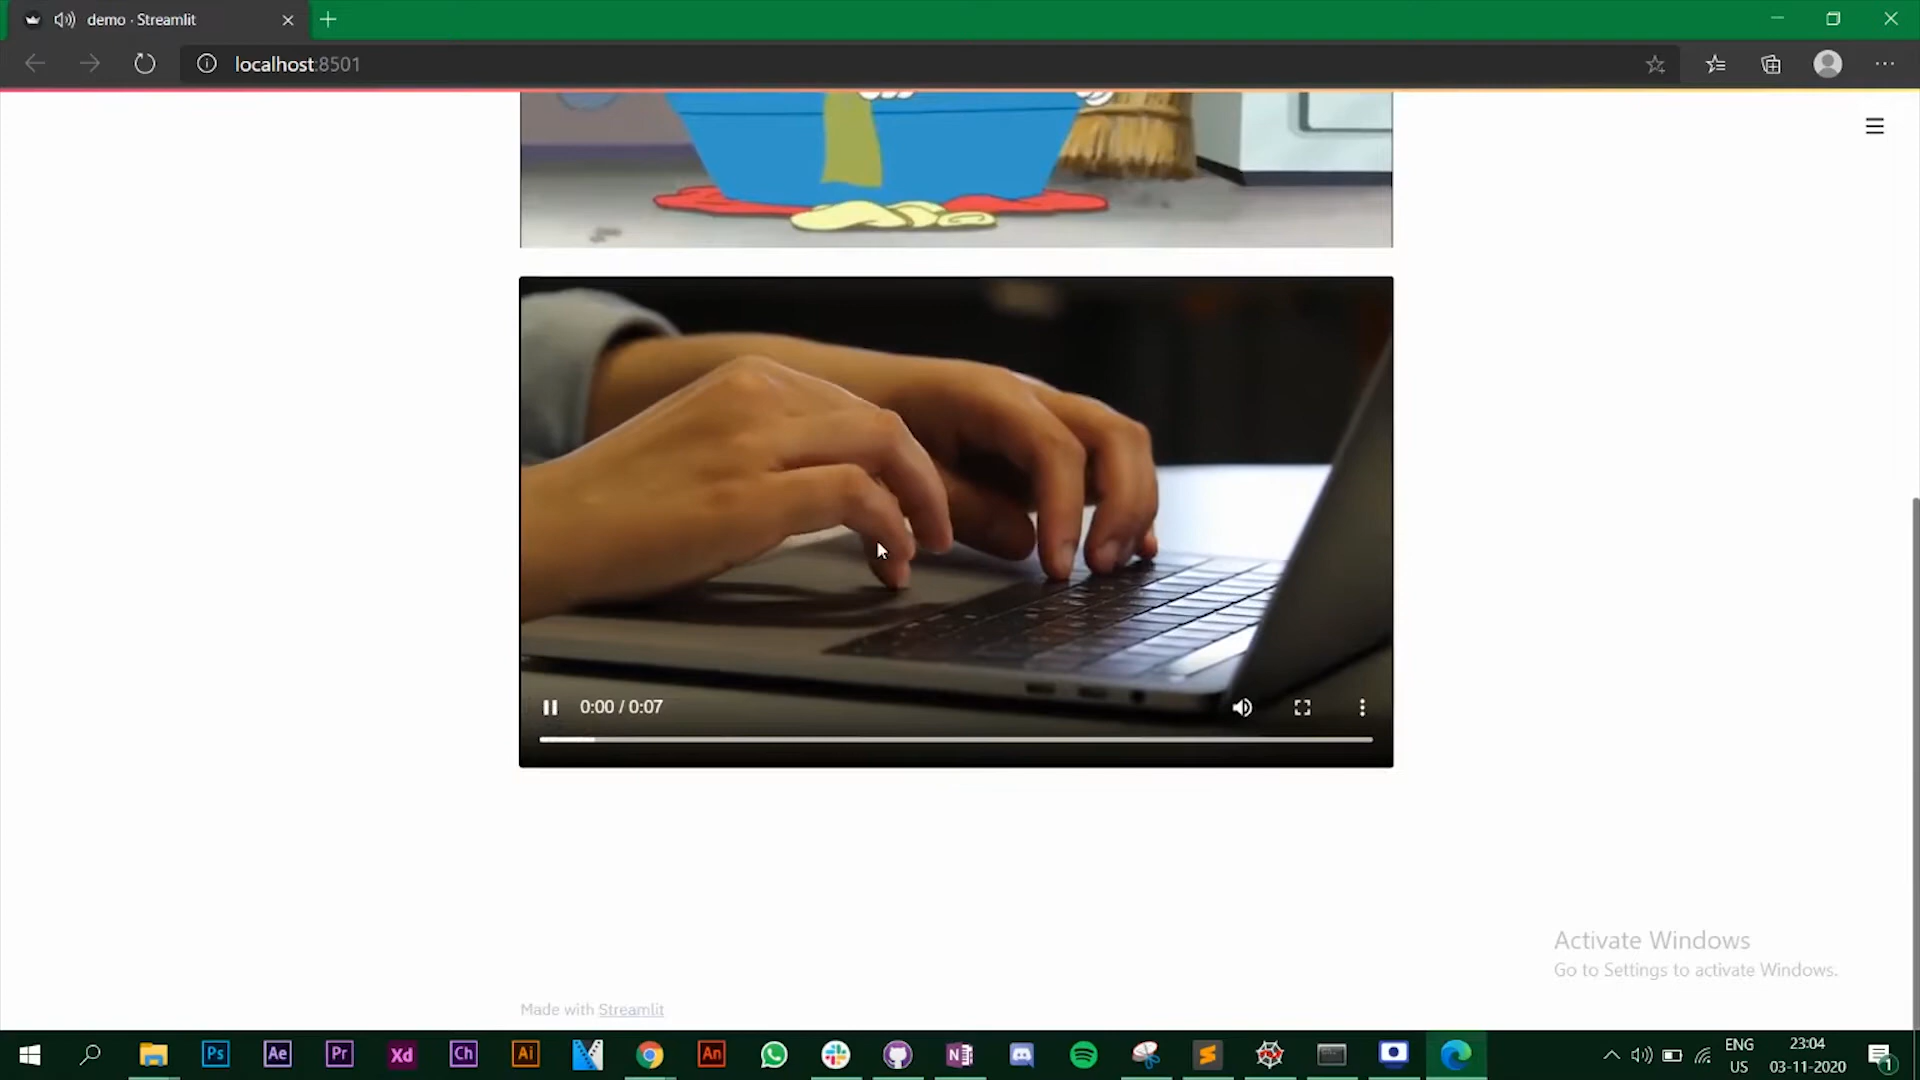 demo · Streamlit
localhost:8501
0:00 / 0:07
Activate Windows
Go to Settings to activate Windows.
Made with Streamlit
Ps
Ae
Pr
Xd
Ch
Ai
An
N
S
ENG
US
23:04
03-11-2020
1